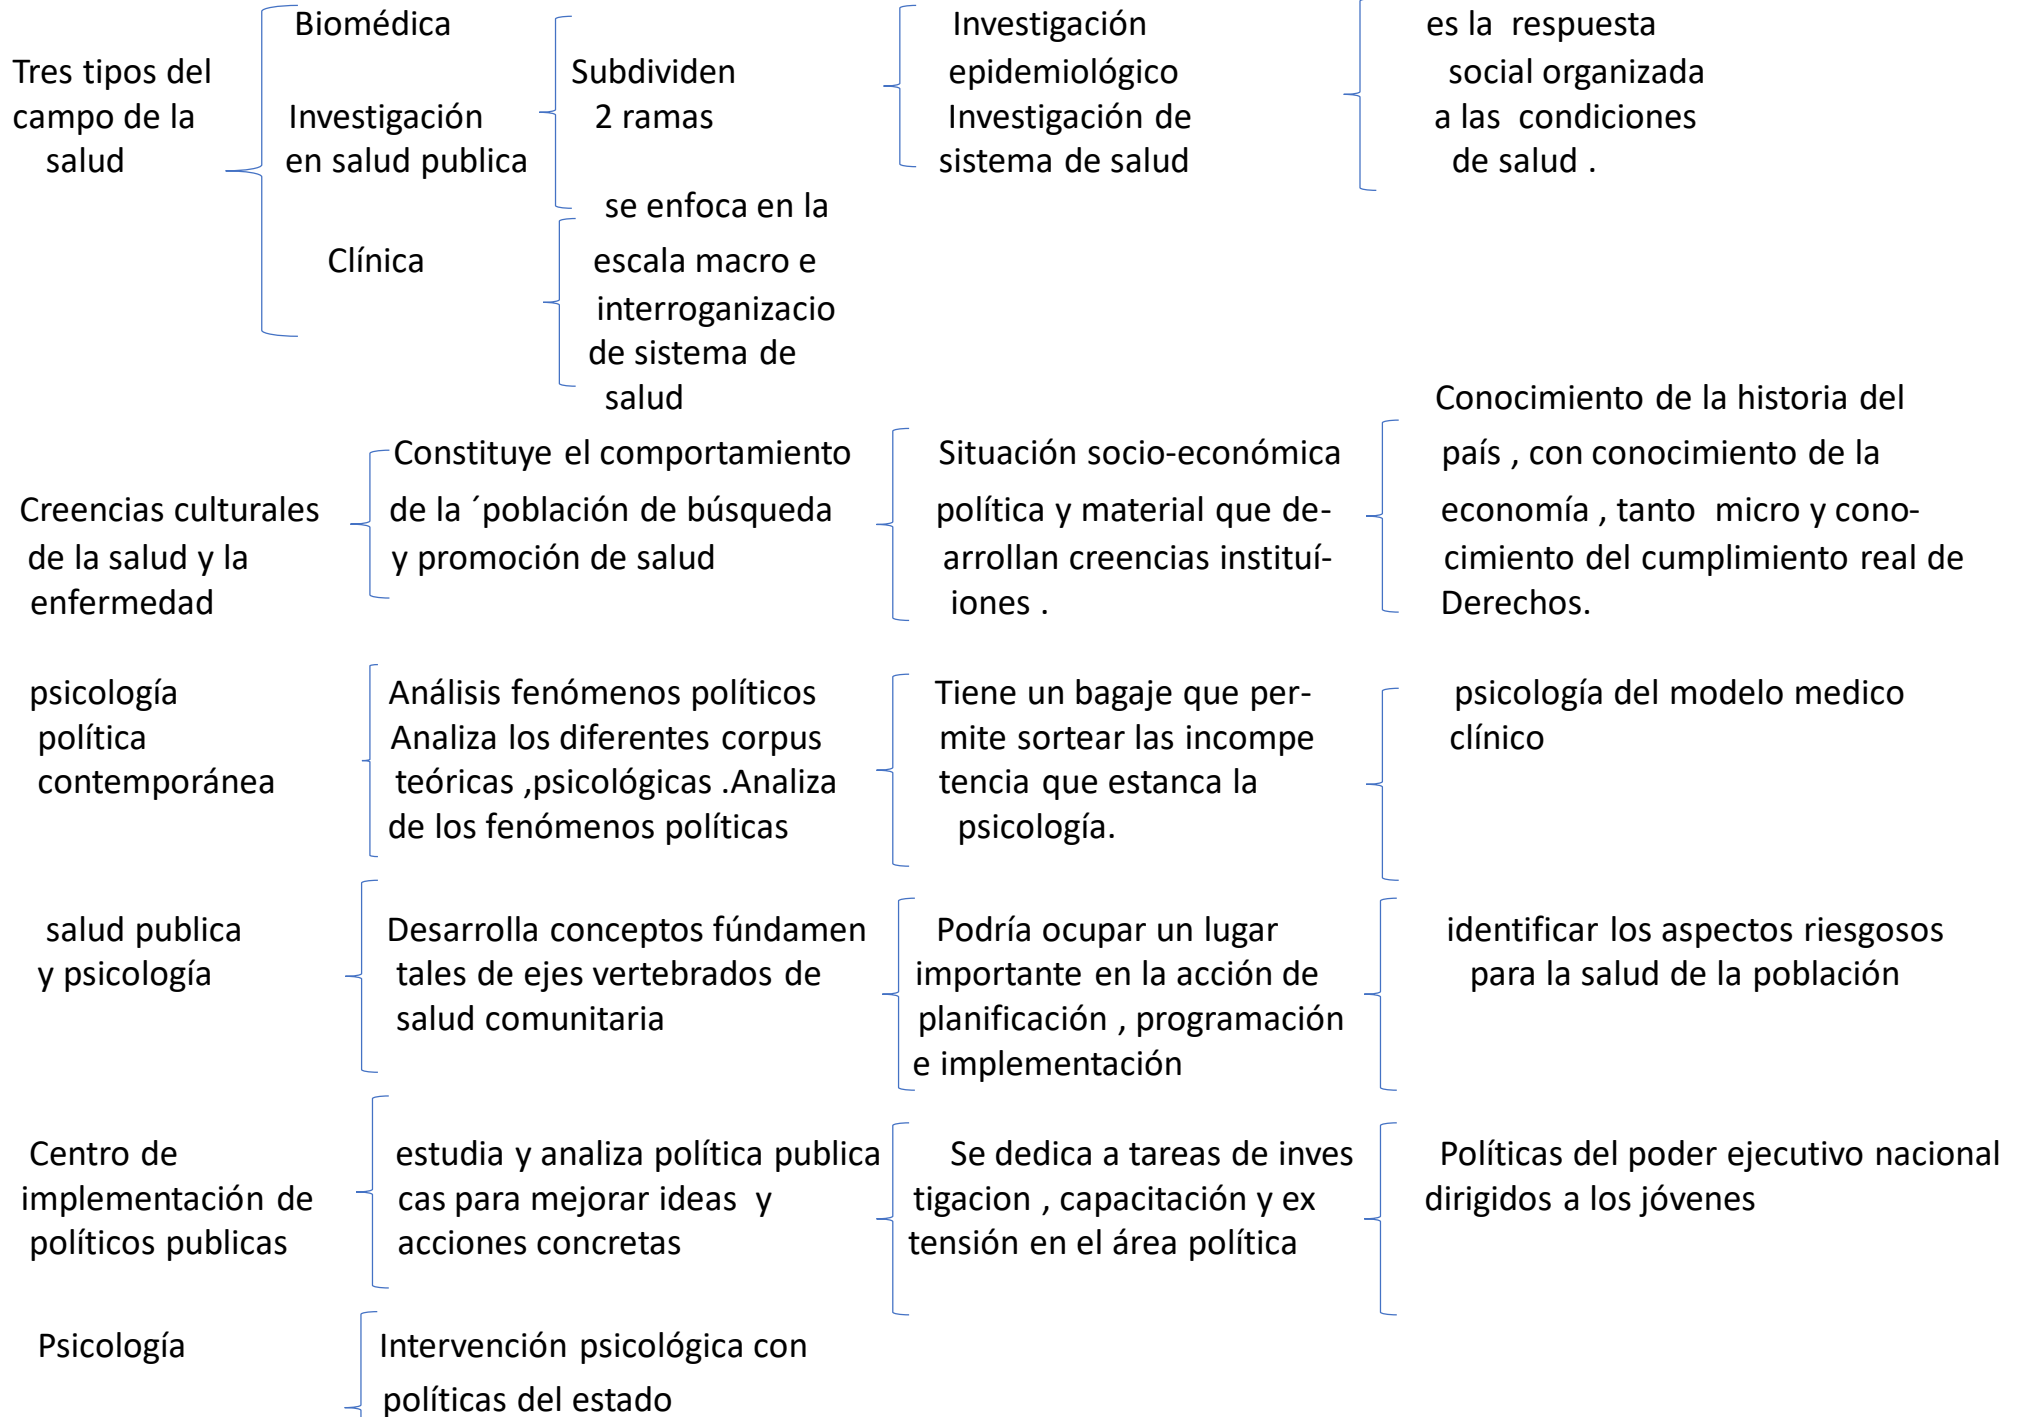 Tres tipos del
campo de la
salud
Biomédica
Investigación
en salud publica
Clínica
Subdividen
2 ramas
se enfoca en la
escala macro e
interroganizacio
de sistema de
salud
Investigación
epidemiológico
Investigación de
sistema de salud
es la respuesta
social organizada
a las condiciones
de salud .
Creencias culturales
de la salud y la
enfermedad
Constituye el comportamiento
de la ´población de búsqueda
y promoción de salud
Situación socio-económica
política y material que de-
arrollan creencias instituí-
iones .
Conocimiento de la historia del
país , con conocimiento de la
economía , tanto micro y cono-
cimiento del cumplimiento real de
Derechos.
psicología
política
contemporánea
Análisis fenómenos políticos
Analiza los diferentes corpus
teóricas ,psicológicas .Analiza
de los fenómenos políticas
Tiene un bagaje que per-
mite sortear las incompe
tencia que estanca la
psicología.
psicología del modelo medico
clínico
salud publica
y psicología
Desarrolla conceptos fúndamen
tales de ejes vertebrados de
salud comunitaria
Podría ocupar un lugar
importante en la acción de
planificación , programación
e implementación
identificar los aspectos riesgosos
para la salud de la población
Centro de
implementación de
políticos publicas
estudia y analiza política publica
cas para mejorar ideas y
acciones concretas
Se dedica a tareas de inves
tigacion , capacitación y ex
tensión en el área política
Políticas del poder ejecutivo nacional
dirigidos a los jóvenes
Psicología
Intervención psicológica con
políticas del estado